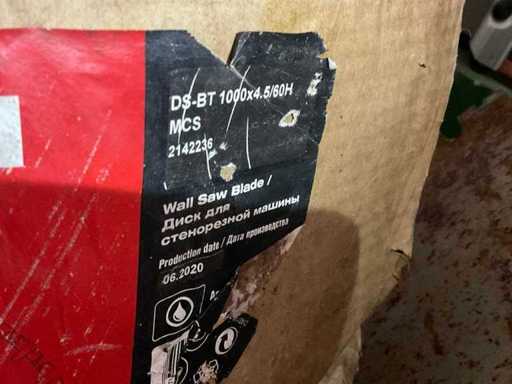 DS-BT 1000x4.5/60H
MCS
2142236
Wall Saw Blade /
Диск для
стенорезной машины
Production date / Дата производства
06.2020